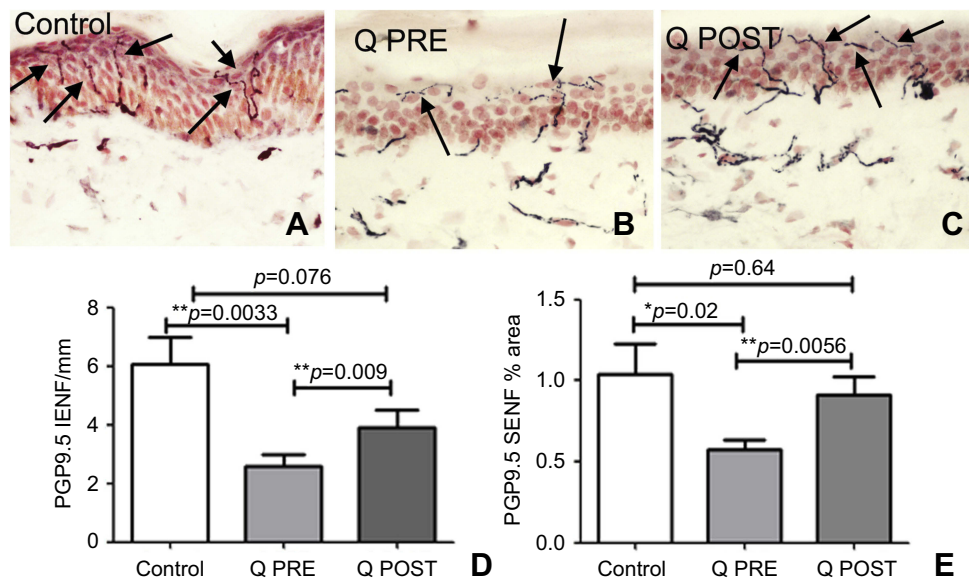 Control
A
Q PRE
B
Q POST
C
PGP9.5 IENF/mm
8
6
4
2
0
p=0.076
**p=0.0033
**p=0.009
Control
Q PRE
Q POST
D
PGP9.5 SENF % area
1.5
1.0
0.5
0.0
p=0.64
*p=0.02
**p=0.0056
Control
Q PRE
Q POST
E